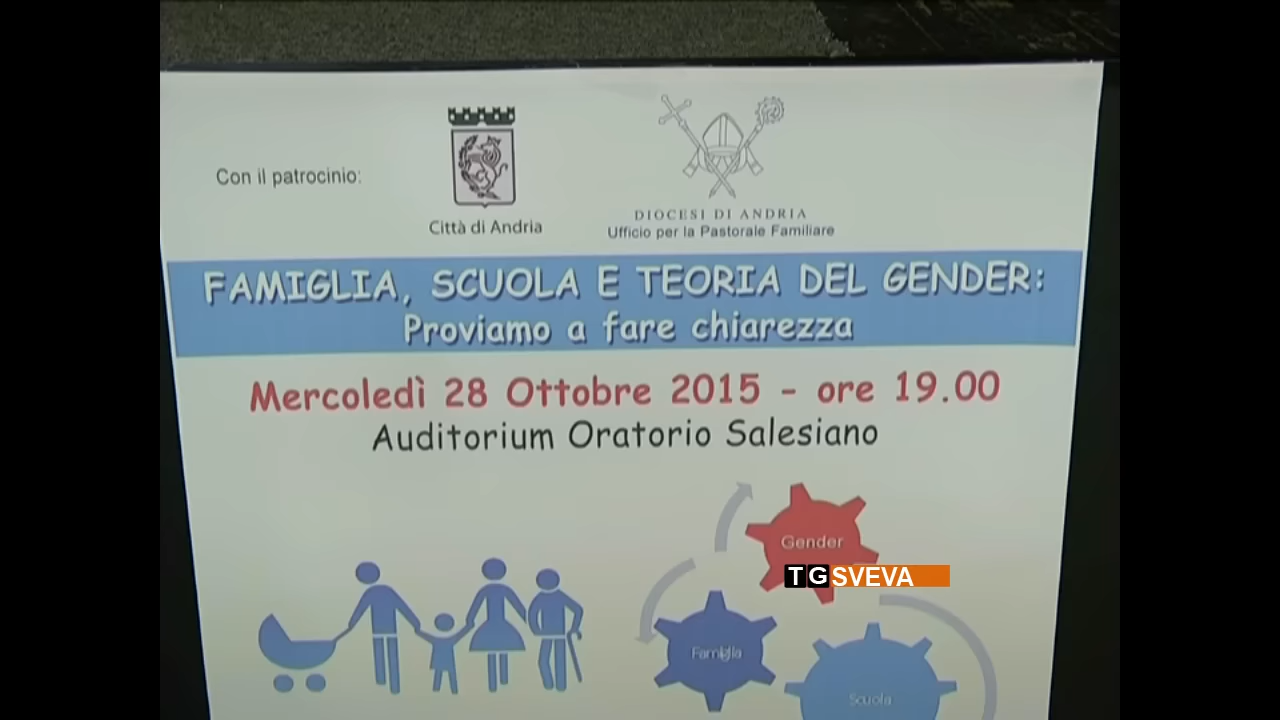 Con il patrocinio:
Città di Andria
DIOCESI DI ANDRIA
Ufficio per la Pastorale Familiare
FAMIGLIA, SCUOLA E TEORIA DEL GENDER:
Proviamo a fare chiarezza
Mercoledì 28 Ottobre 2015 - ore 19.00
Auditorium Oratorio Salesiano
Gender
TGSVEVA
Famiglia
Scuola